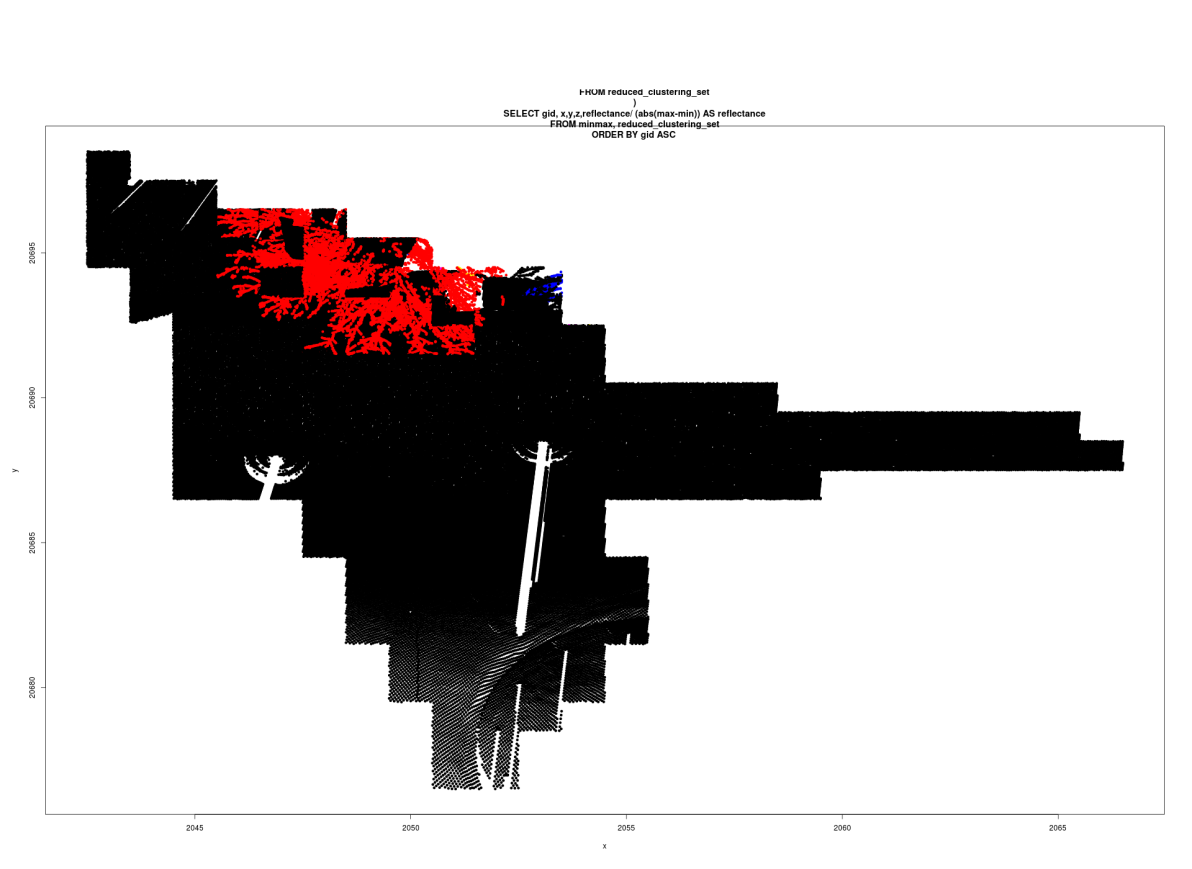 FROM reduced_clustering_set
)
SELECT gid, x,y,z,reflectance/ (abs(max-min)) AS reflectance
FROM minmax, reduced_clustering_set
ORDER BY gid ASC
20695
20690
20685
20680
y
2045 2050 2055 2060 2065
x